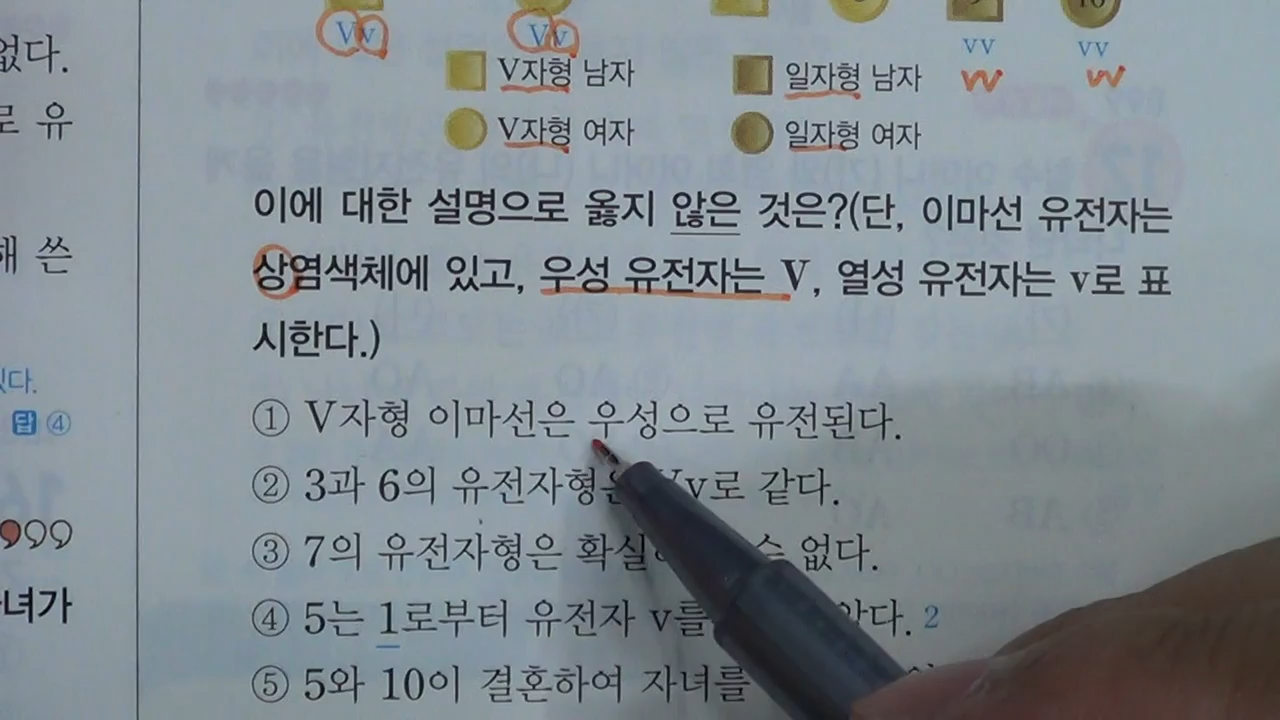 Vv Vv
vv vv
V자형 남자 일자형 남자
V자형 여자 일자형 여자
이에 대한 설명으로 옳지 않은 것은?(단, 이마선 유전자는
상염색체에 있고, 우성 유전자는 V, 열성 유전자는 v로 표
시한다.)
① V자형 이마선은 우성으로 유전된다.
② 3과 6의 유전자형은 Vv로 같다.
③ 7의 유전자형은 없다.
④ 5는 1로부터 유전자 v를 2
⑤ 5와 10이 결혼하여 자녀를
없다.
로 유
해 쓴
있다.
답 ④
녀가